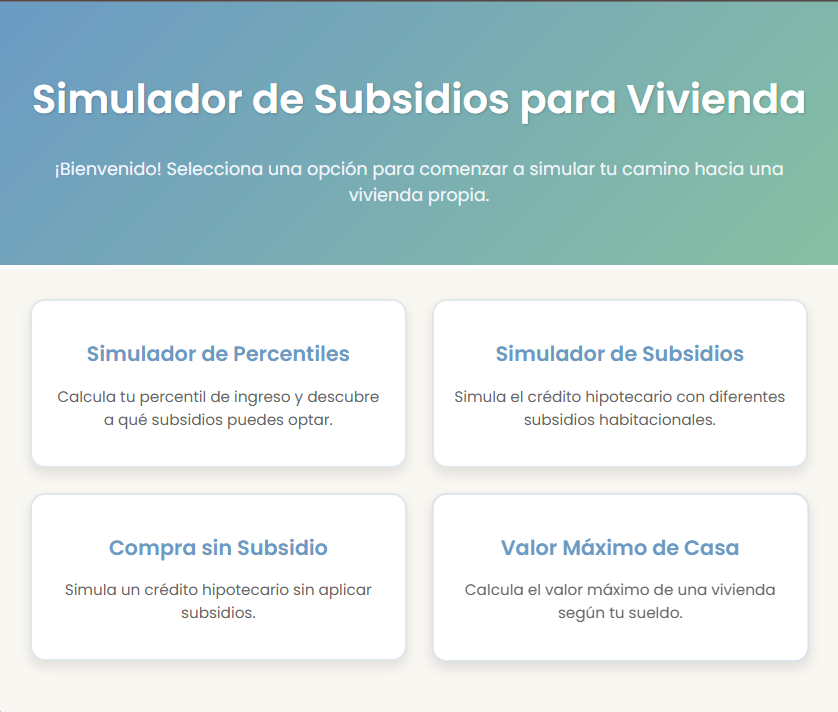 Simulador de Subsidios para Vivienda
¡Bienvenido! Selecciona una opción para comenzar a simular tu camino hacia una
vivienda propia.
Simulador de Percentiles
Calcula tu percentil de ingreso y descubre
a qué subsidios puedes optar.
Simulador de Subsidios
Simula el crédito hipotecario con diferentes
subsidios habitacionales.
Compra sin Subsidio
Simula un crédito hipotecario sin aplicar
subsidios.
Valor Máximo de Casa
Calcula el valor máximo de una vivienda
según tu sueldo.